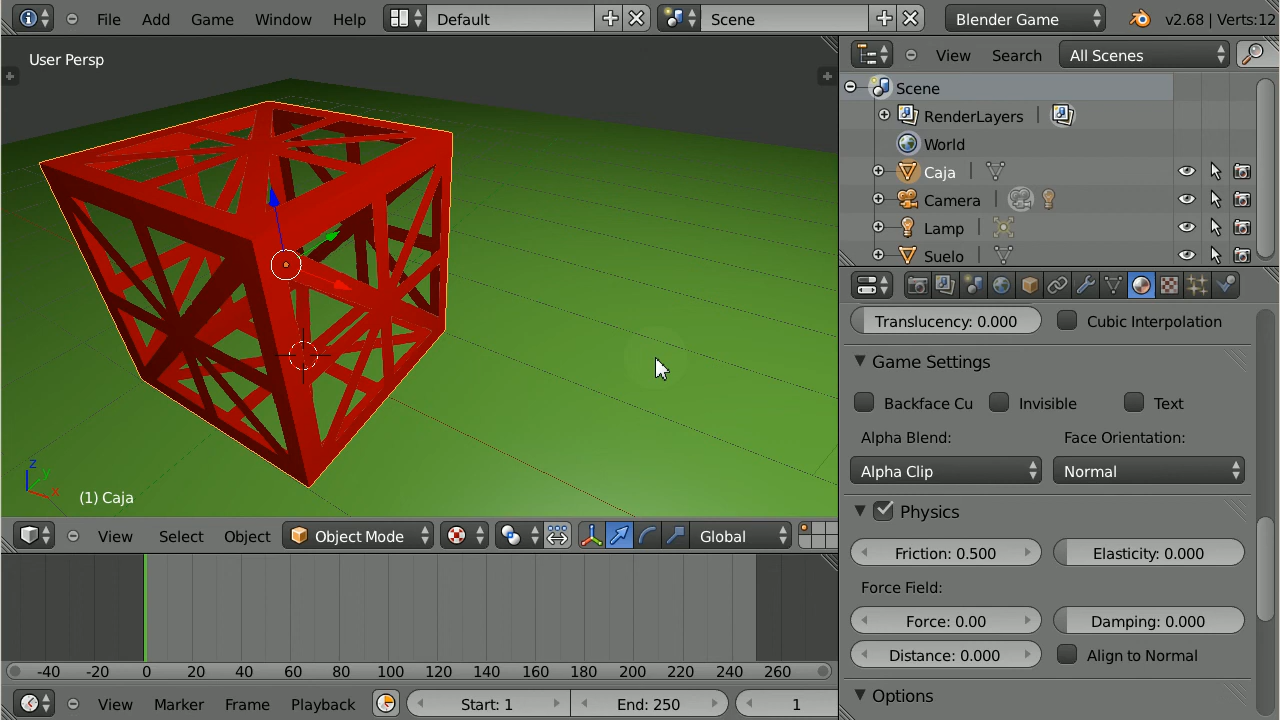 File Add Game Window Help Default Scene Blender Game v2.68 | Verts:12
User Persp
View Search All Scenes
Scene
RenderLayers
World
Caja
Camera
Lamp
Suelo
Translucency: 0.000 Cubic Interpolation
Game Settings
Backface Cu Invisible Text
Alpha Blend: Face Orientation:
Alpha Clip Normal
Physics
Friction: 0.500 Elasticity: 0.000
Force Field:
Force: 0.00 Damping: 0.000
Distance: 0.000 Align to Normal
Options
z
y
x
(1) Caja
View Select Object Object Mode Global
-40 -20 0 20 40 60 80 100 120 140 160 180 200 220 240 260
View Marker Frame Playback Start: 1 End: 250 1